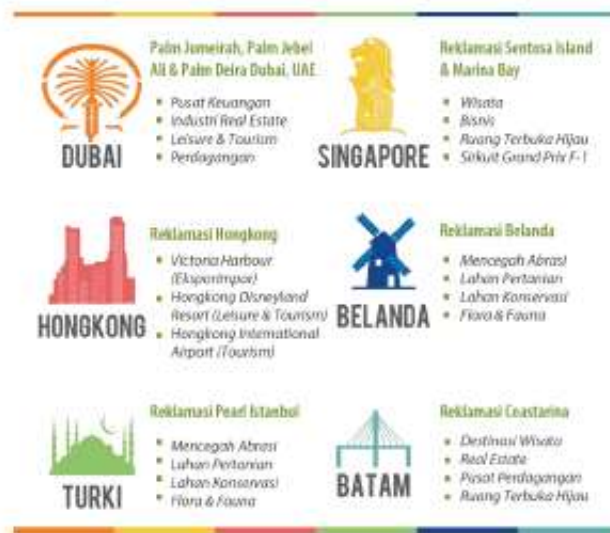 Palm Jumeirah, Palm Jebel
Ali & Palm Deira Dubai, UAE
• Pusat Keuangan
• Industri Real Estate
• Leisure & Tourism
• Perdagangan
DUBAI
Reklamasi Sentosa Island
& Marina Bay
• Wisata
• Bisnis
• Ruang Terbuka Hijau
• Sirkuit Grand Prix F-1
SINGAPORE
Reklamasi Hongkong
• Victoria Harbour
(Eksporimpor)
• Hongkong Disneyland
Resort (Leisure & Tourism)
• Hongkong International
Airport (Tourism)
HONGKONG
Reklamasi Belanda
• Mencegah Abrasi
• Lahan Pertanian
• Lahan Konservasi
• Flora & Fauna
BELANDA
Reklamasi Pearl Istanbul
• Mencegah Abrasi
• Lahan Pertanian
• Lahan Konservasi
• Flora & Fauna
TURKI
Reklamasi Coastarina
• Destinasi Wisata
• Real Estate
• Pusat Perdagangan
• Ruang Terbuka Hijau
BATAM